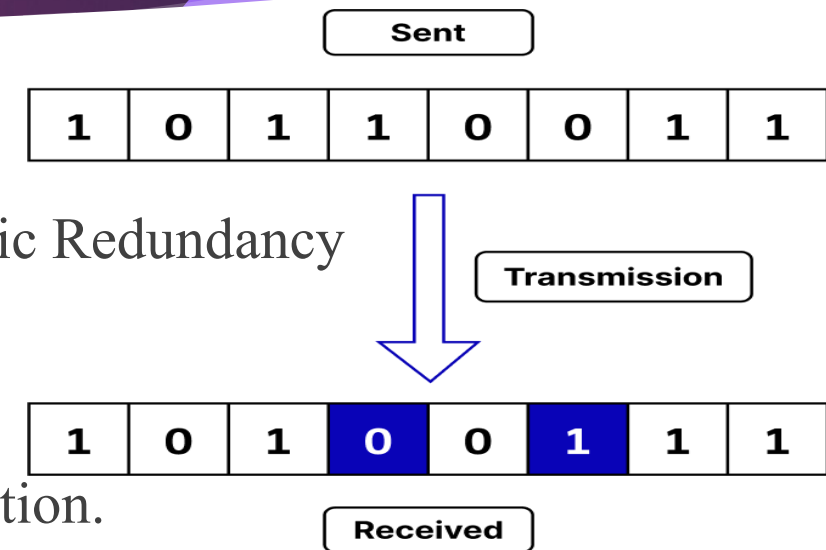 Sent
1 0 1 1 0 0 1 1
ic Redundancy
Transmission
1 0 1 0 0 1 1 1
tion.
Received